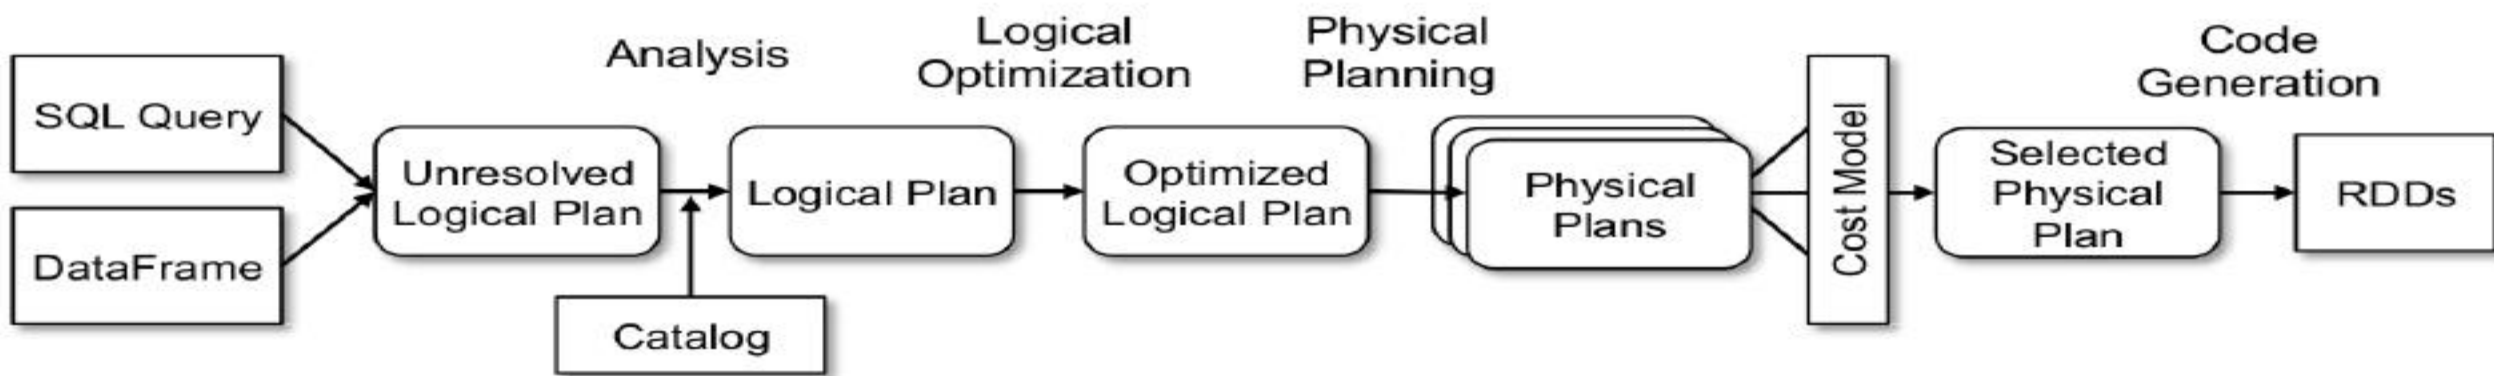 SQL Query
DataFrame
Unresolved
Logical Plan
Analysis
Catalog
Logical Plan
Logical
Optimization
Optimized
Logical Plan
Physical
Planning
Physical
Plans
Cost Model
Selected
Physical
Plan
Code
Generation
RDDs